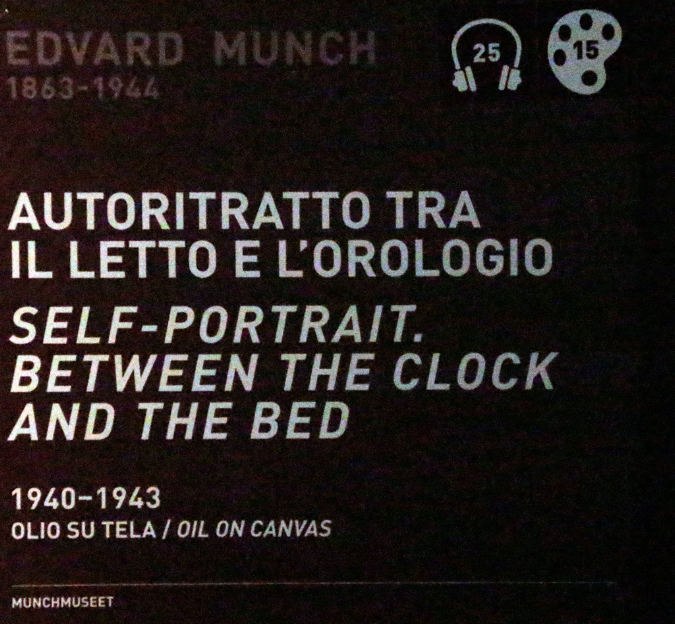 EDVARD MUNCH
1863-1944
25
15
AUTORITRATTO TRA
IL LETTO E L'OROLOGIO
SELF-PORTRAIT.
BETWEEN THE CLOCK
AND THE BED
1940-1943
OLIO SU TELA / OIL ON CANVAS
MUNCHMUSEET